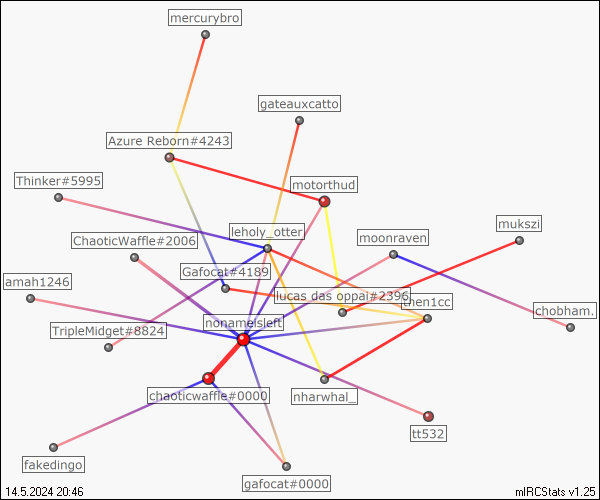 mercurybro
gateauxcatto
Azure Reborn#4243
Thinker#5995
motorthud
mukszi
leholy_otter
ChaoticWaffle#2006
moonraven
Gafocat#4189
amah1246
lucas das oppai#2396
then1cc
chobham.
nonameisleft
TripleMidget#8824
chaoticwaffle#0000
nharwhal_
tt532
fakedingo
gafocat#0000
14.5.2024 20:46
mIRCStats v1.25